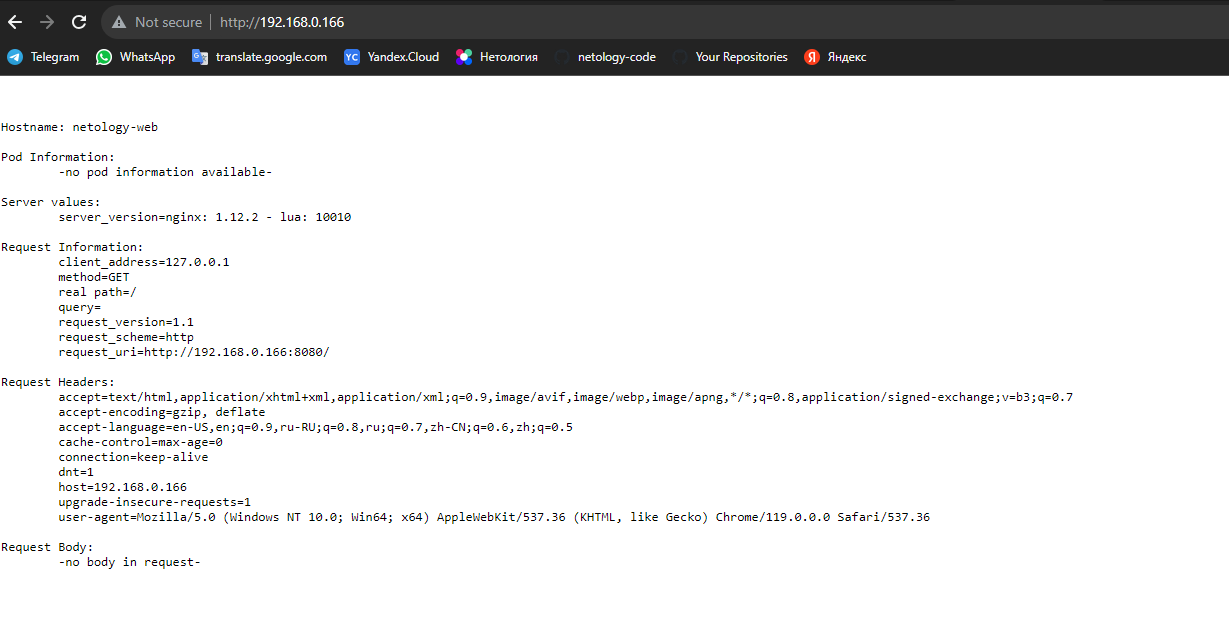 Not secure | http://192.168.0.166
Telegram WhatsApp translate.google.com YC Yandex.Cloud Нетология netology-code Your Repositories Я Яндекс
Hostname: netology-web
Pod Information:
-no pod information available-
Server values:
server_version=nginx: 1.12.2 - lua: 10010
Request Information:
client_address=127.0.0.1
method=GET
real path=/
query=
request_version=1.1
request_scheme=http
request_uri=http://192.168.0.166:8080/
Request Headers:
accept=text/html,application/xhtml+xml,application/xml;q=0.9,image/avif,image/webp,image/apng,*/*;q=0.8,application/signed-exchange;v=b3;q=0.7
accept-encoding=gzip, deflate
accept-language=en-US,en;q=0.9,ru-RU;q=0.8,ru;q=0.7,zh-CN;q=0.6,zh;q=0.5
cache-control=max-age=0
connection=keep-alive
dnt=1
host=192.168.0.166
upgrade-insecure-requests=1
user-agent=Mozilla/5.0 (Windows NT 10.0; Win64; x64) AppleWebKit/537.36 (KHTML, like Gecko) Chrome/119.0.0.0 Safari/537.36
Request Body:
-no body in request-